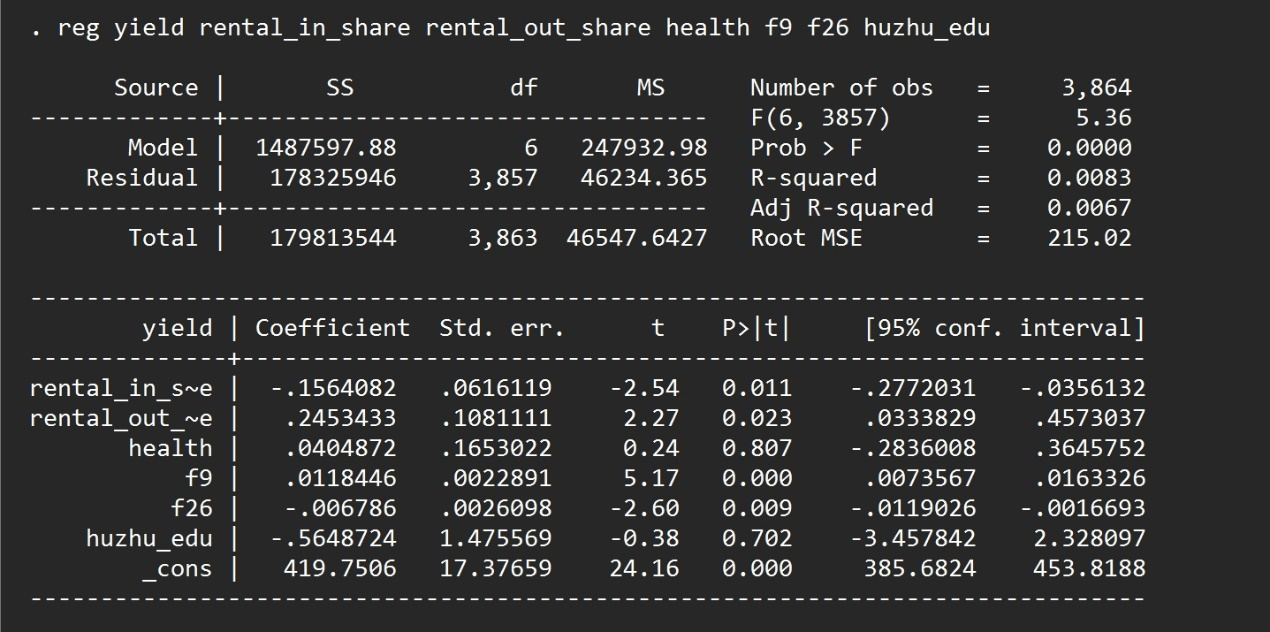 . reg yield rental_in_share rental_out_share health f9 f26 huzhu_edu
Source | SS df MS Number of obs = 3,864
-------------+---------------------------------- F(6, 3857) = 5.36
Model | 1487597.88 6 247932.98 Prob > F = 0.0000
Residual | 178325946 3,857 46234.365 R-squared = 0.0083
-------------+---------------------------------- Adj R-squared = 0.0067
Total | 179813544 3,863 46547.6427 Root MSE = 215.02
------------------------------------------------------------------------------
yield | Coefficient Std. err. t P>|t| [95% conf. interval]
-------------+----------------------------------------------------------------
rental_in_s~e | -.1564082 .0616119 -2.54 0.011 -.2772031 -.0356132
rental_out_~e | .2453433 .1081111 2.27 0.023 .0333829 .4573037
health | .0404872 .1653022 0.24 0.807 -.2836008 .3645752
f9 | .0118446 .0022891 5.17 0.000 .0073567 .0163326
f26 | -.006786 .0026098 -2.60 0.009 -.0119026 -.0016693
huzhu_edu | -.5648724 1.475569 -0.38 0.702 -3.457842 2.328097
_cons | 419.7506 17.37659 24.16 0.000 385.6824 453.8188
------------------------------------------------------------------------------